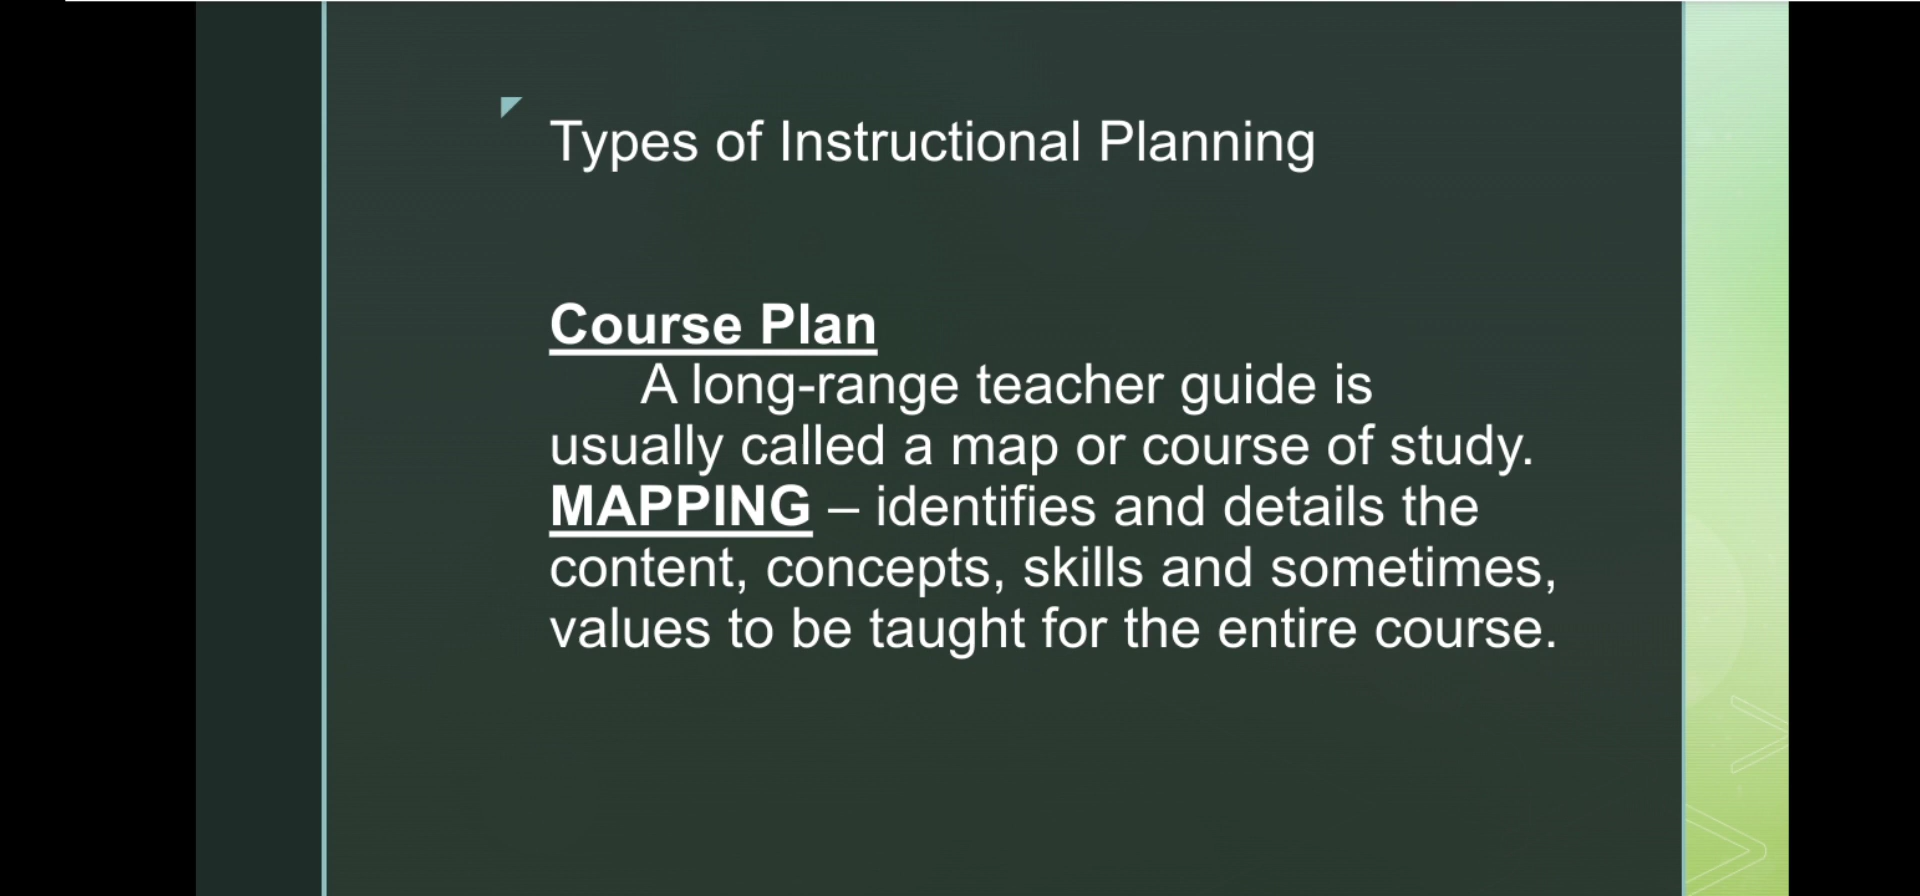 Types of Instructional Planning
Course Plan
A long-range teacher guide is
usually called a map or course of study.
MAPPING – identifies and details the
content, concepts, skills and sometimes,
values to be taught for the entire course.